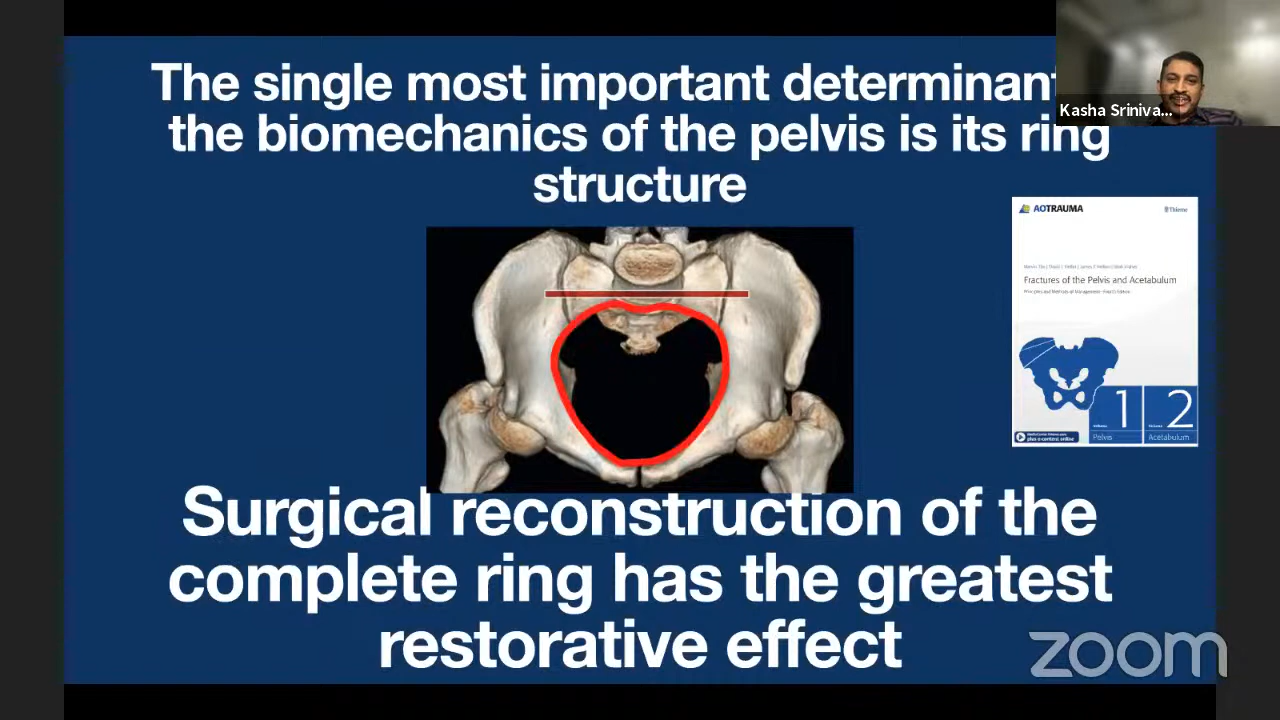 The single most important determinant
the biomechanics of the pelvis is its ring
structure
Kasha Sriniva...
AOTRAUMA
Thieme
Fractures of the Pelvis and Acetabulum
1
2
Pelvis
Acetabulum
Surgical reconstruction of the
complete ring has the greatest
restorative effect
zoom